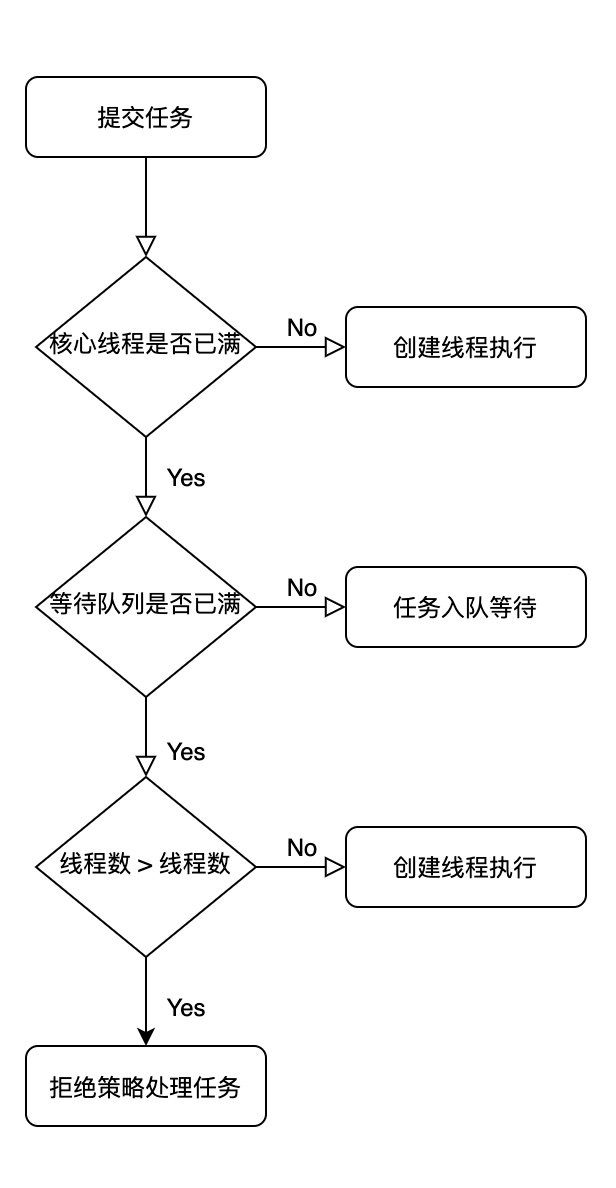 提交任务
核心线程是否已满
No
创建线程执行
Yes
等待队列是否已满
No
任务入队等待
Yes
线程数 > 线程数
No
创建线程执行
Yes
拒绝策略处理任务